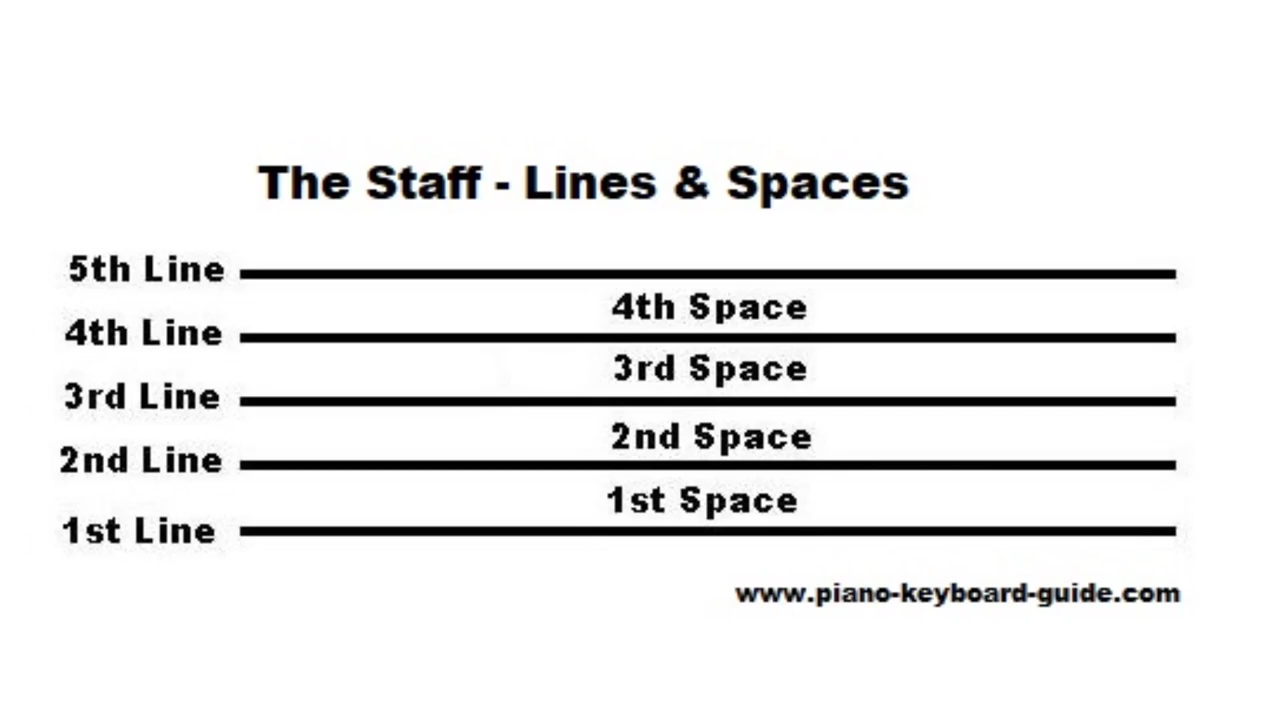 The Staff - Lines & Spaces
5th Line
4th Space
4th Line
3rd Space
3rd Line
2nd Space
2nd Line
1st Space
1st Line
www.piano-keyboard-guide.com